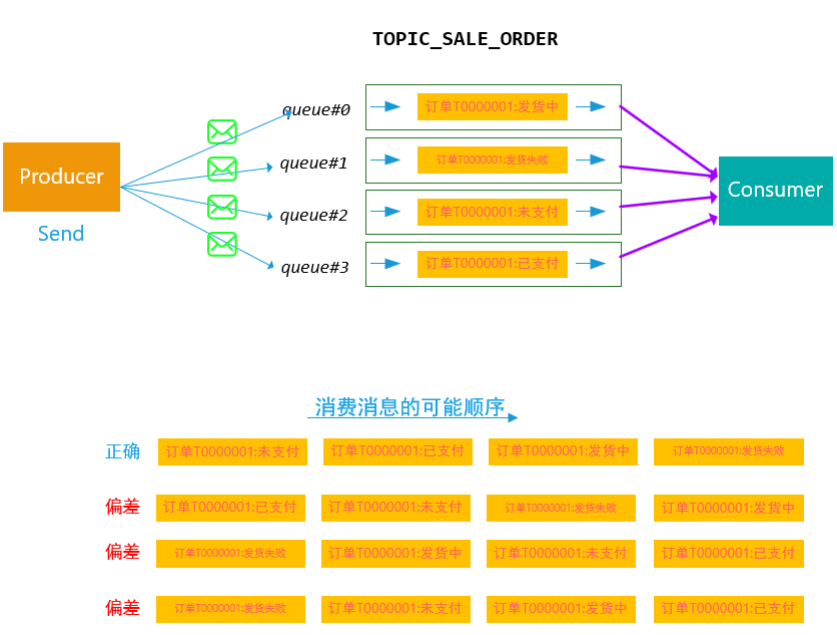 TOPIC_SALE_ORDER
queue#0
订单T0000001:发货中
queue#1
订单T0000001:发货失败
Producer
Consumer
queue#2
订单T0000001:未支付
Send
queue#3
订单T0000001:已支付
消费消息的可能顺序
正确 订单T0000001:未支付 订单T0000001:已支付 订单T0000001:发货中 订单T0000001:发货失败
偏差 订单T0000001:已支付 订单T0000001:未支付 订单T0000001:发货失败 订单T0000001:发货中
偏差 订单T0000001:发货失败 订单T0000001:发货中 订单T0000001:未支付 订单T0000001:已支付
偏差 订单T0000001:发货失败 订单T0000001:未支付 订单T0000001:发货中 订单T0000001:已支付